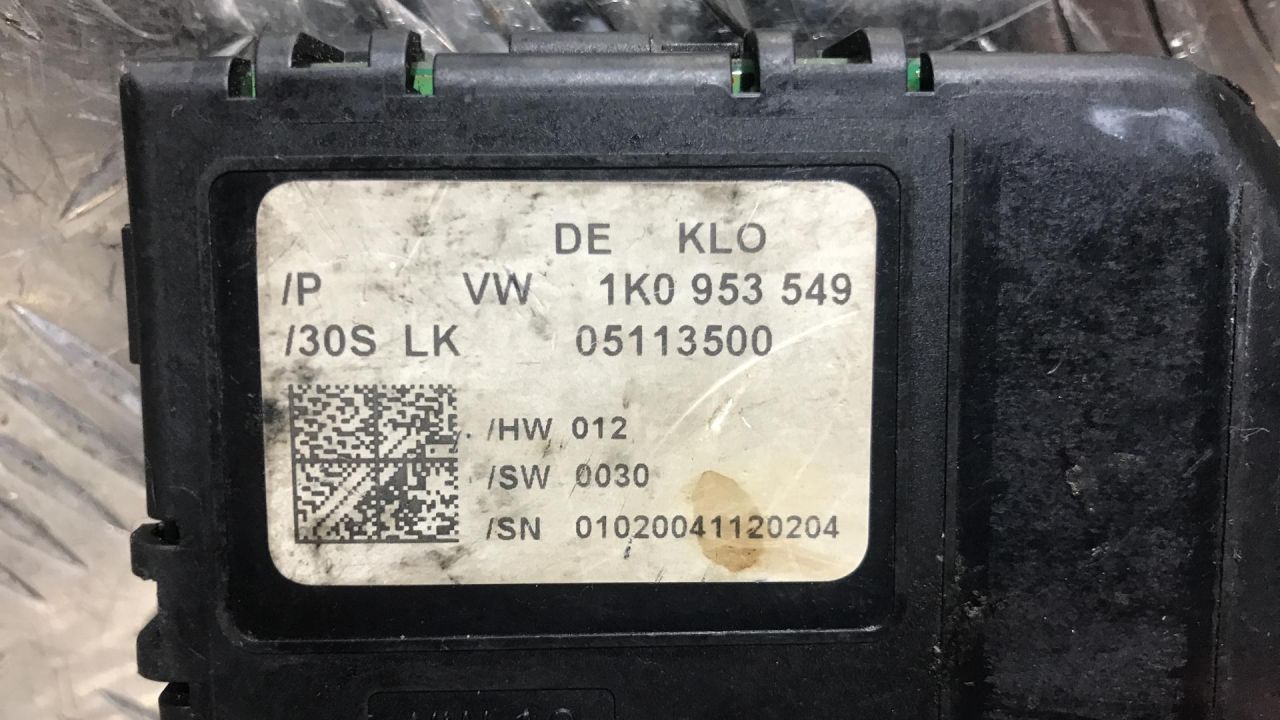 DE KLO
/P VW 1K0 953 549
/30S LK 05113500
/HW 012
/SW 0030
/SN 01020041120204